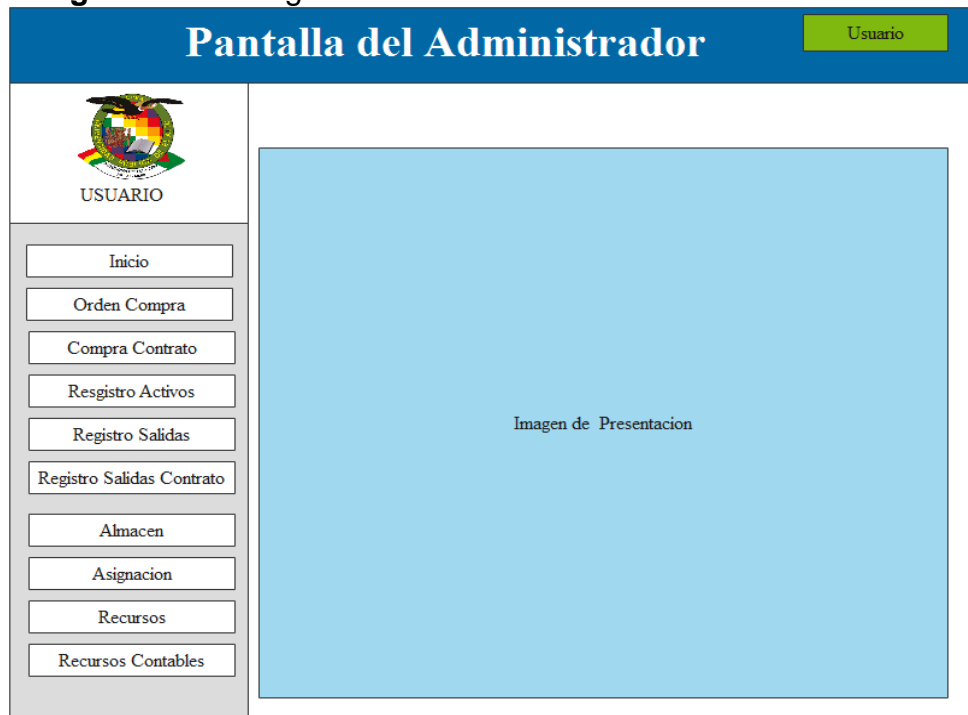 Pantalla del Administrador
Usuario
USUARIO
Inicio
Orden Compra
Compra Contrato
Resgistro Activos
Registro Salidas
Registro Salidas Contrato
Almacen
Asignacion
Recursos
Recursos Contables
Imagen de Presentacion